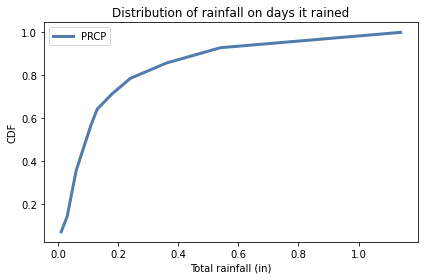 Distribution of rainfall on days it rained
PRCP
CDF
1.0
0.8
0.6
0.4
0.2
0.0 0.2 0.4 0.6 0.8 1.0
Total rainfall (in)